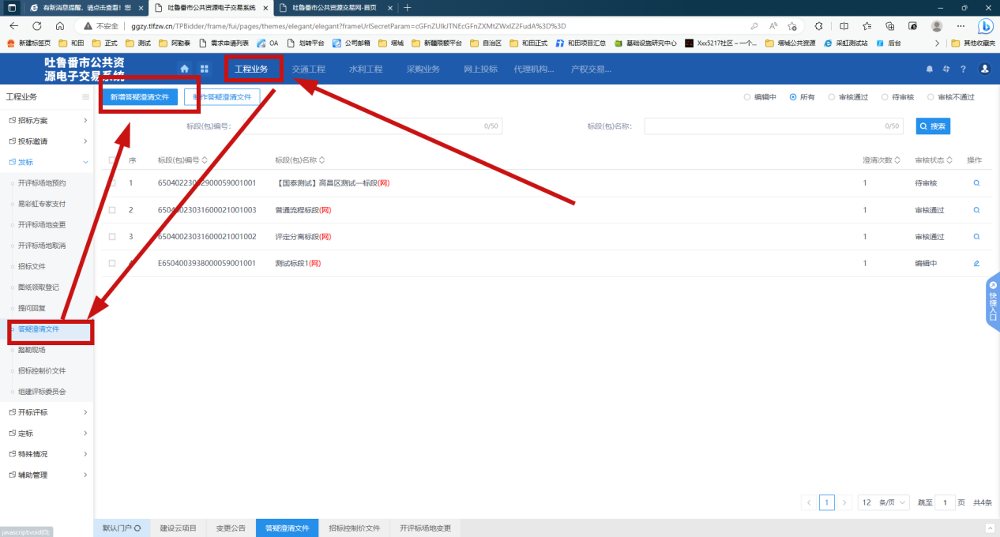 有新消息提醒，请点击查看！您
吐鲁番市公共资源电子交易系统
吐鲁番市公共资源交易网-首页
不安全
ggzy.tlfzw.cn/TPBidder/frame/fui/pages/themes/elegant/elegant?frameUrlSecretParam=cGFnZUlkJTNEcGFnZXMtZWxlZ2FudA%3D%3D
新建标签页 和田 正式 测试 阿勒泰 需求申请列表 OA 划转平台 公司邮箱 塔城 新疆限额平台 自治区 和田正式 和田项目汇总 基础设施研究中心 Xxx5217社区 – 一个... 塔城公共资源 采虹测试站 后台 其他收藏夹
吐鲁番市公共资
源电子交易系统
工程业务 交通工程 水利工程 采购业务 网上投标 代理机构... 产权交易...
工程业务
招标方案
投标邀请
发标
开评标场地预约
易彩虹专家支付
开评标场地变更
开评标场地取消
招标文件
图纸领取登记
提问回复
答疑澄清文件
踏勘现场
招标控制价文件
组建评标委员会
开标评标
定标
特殊情况
辅助管理
新增答疑澄清文件
作答疑澄清文件
编辑中 所有 审核通过 待审核 审核不通过
标段(包)编号： 0/50 标段(包)名称： 0/50 搜索
序 标段(包)编号 标段(包)名称 澄清次数 审核状态 操作
1 【国泰测试】高昌区测试一标段(网) 1 待审核
2 普通流程标段(网) 1 审核通过
3 65040023031600021001002 评定分离标段(网) 1 审核通过
E6504003938000059001001 测试标段1(网) 1 编辑中
快捷入口
1 12 条/页 跳至 1 页 共4条
默认门户 建设云项目 变更公告 答疑澄清文件 招标控制价文件 开评标场地变更
javascript:void(0);